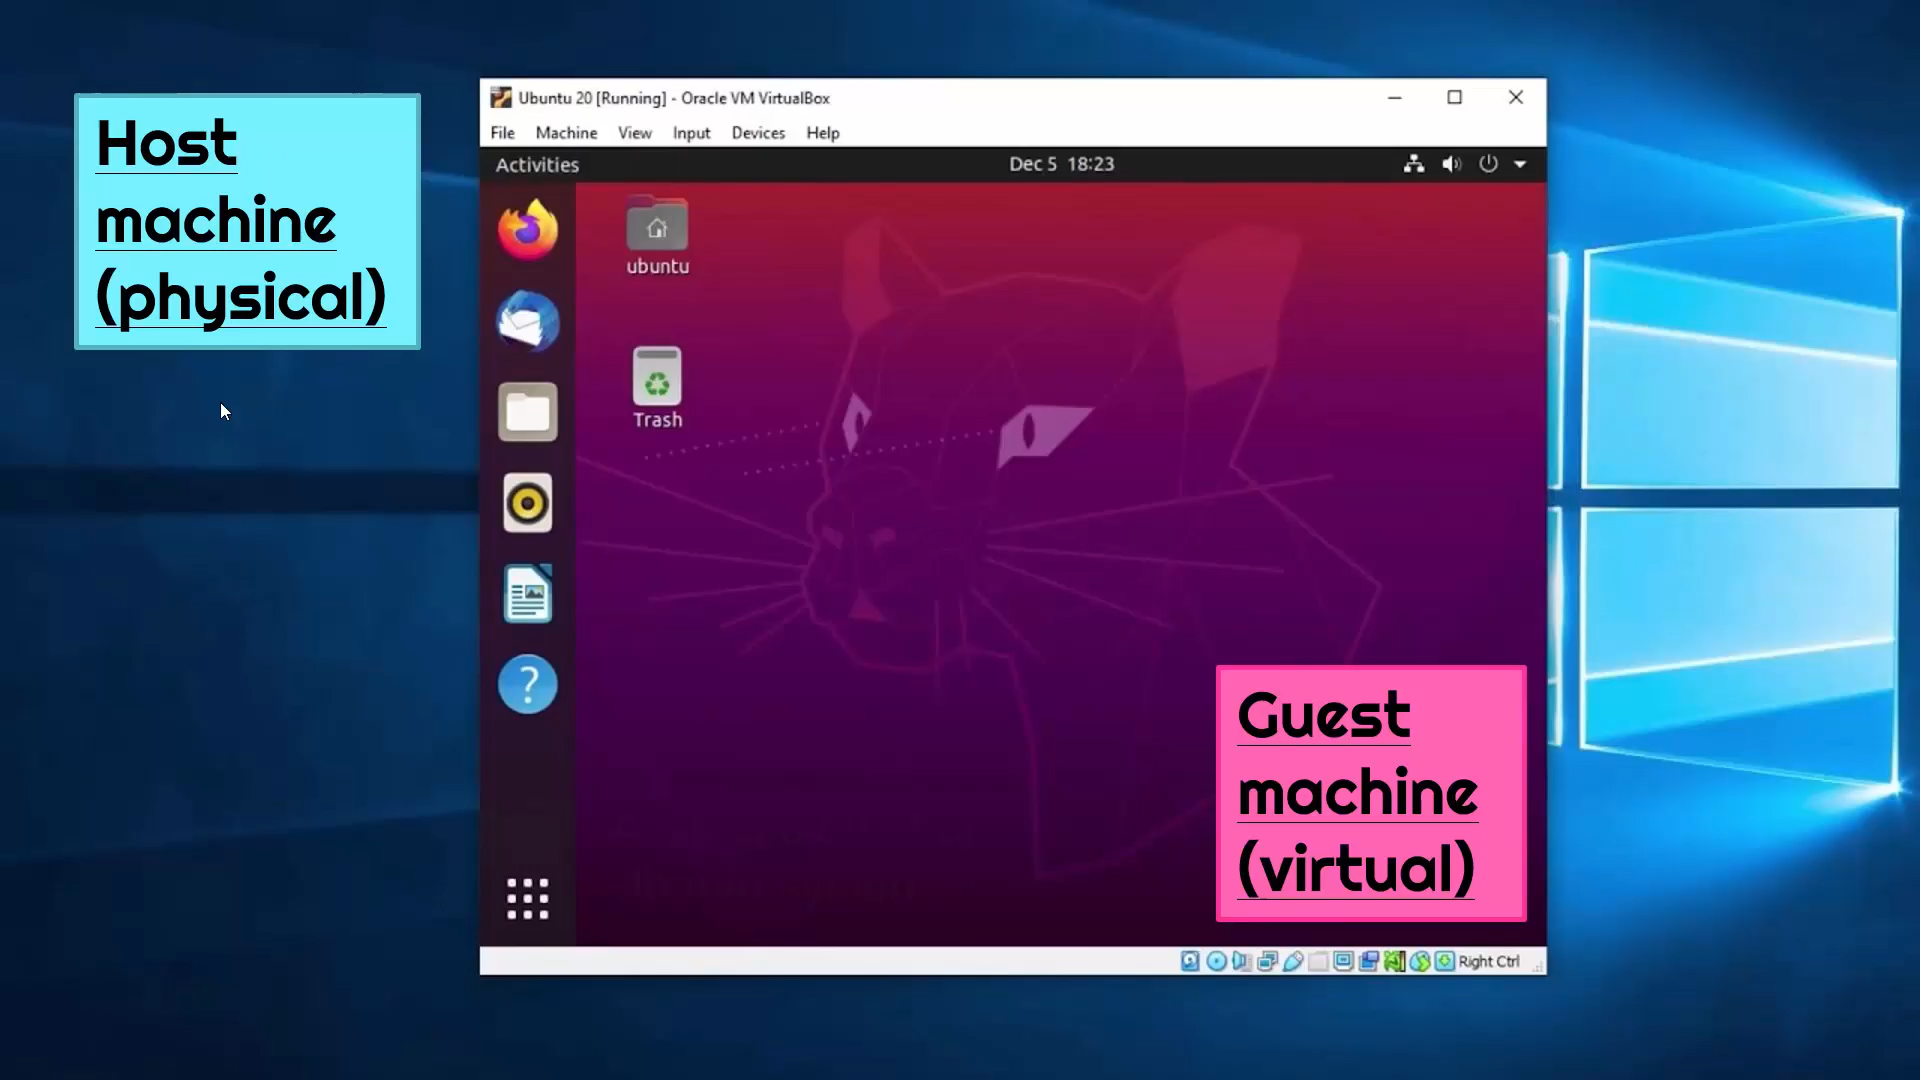 Host
machine
(physical)
Ubuntu 20 [Running] - Oracle VM VirtualBox
File Machine View Input Devices Help
Activities Dec 5 18:23
ubuntu
Trash
?
Guest
machine
(virtual)
Right Ctrl